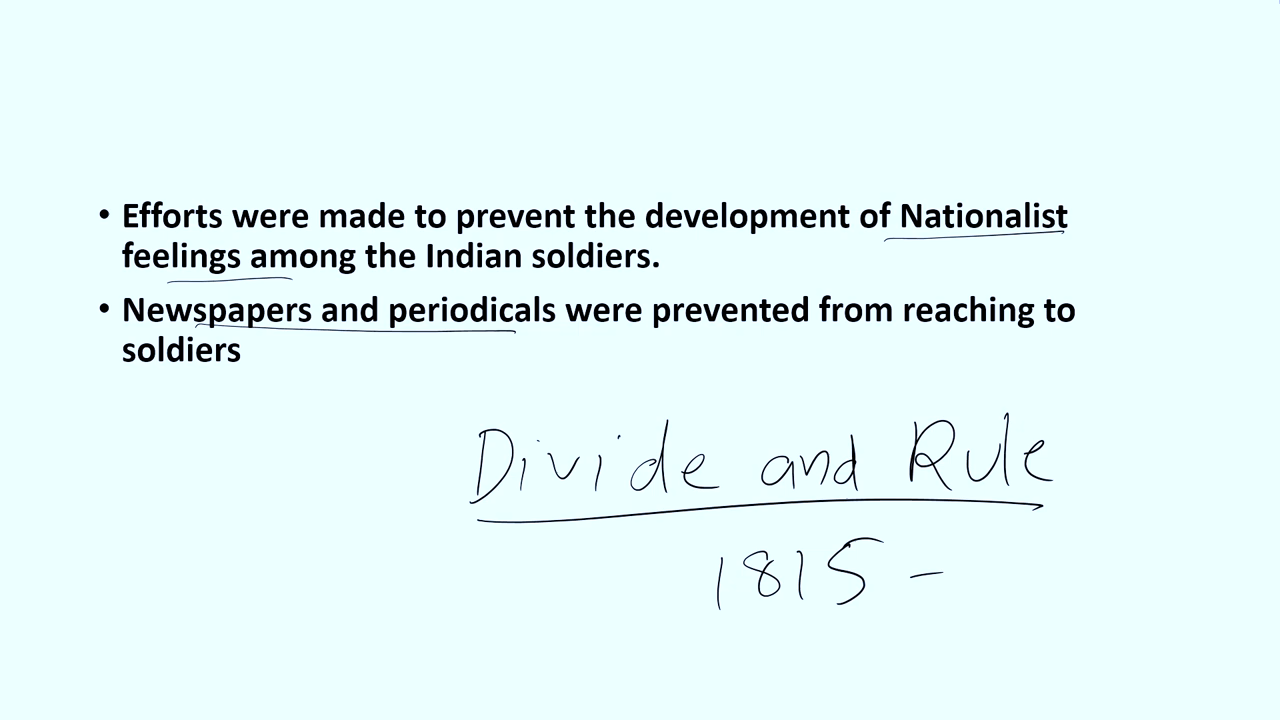 • Efforts were made to prevent the development of Nationalist
feelings among the Indian soldiers.
• Newspapers and periodicals were prevented from reaching to
soldiers
Divide and Rule
1815 -